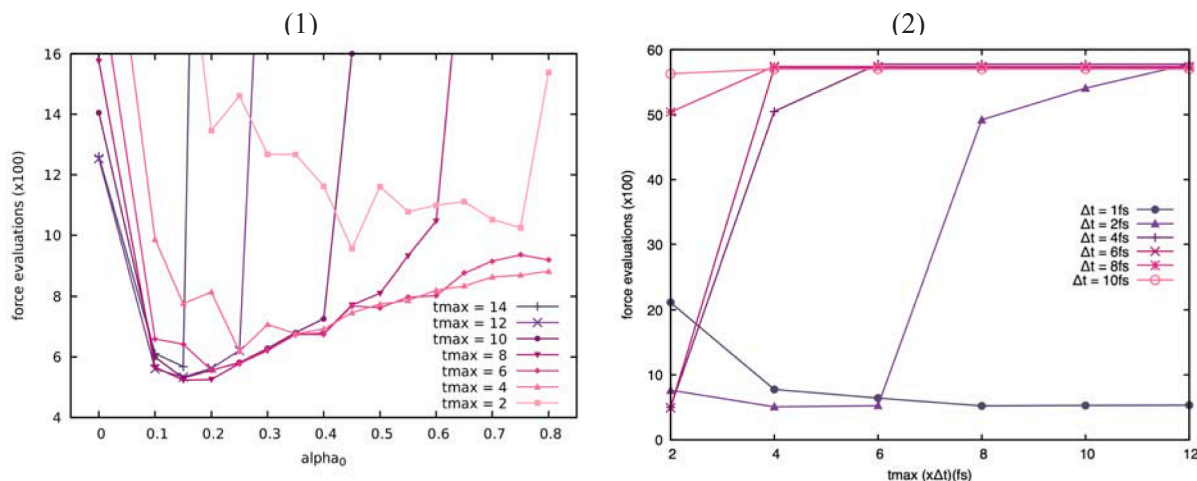 (1)
16
14
12
10
8
6
4
force evaluations (x100)
tmax = 14
tmax = 12
tmax = 10
tmax = 8
tmax = 6
tmax = 4
tmax = 2
0 0.1 0.2 0.3 0.4 0.5 0.6 0.7 0.8
alpha0
(2)
60
50
40
30
20
10
0
force evaluations (x100)
Δt = 1fs
Δt = 2fs
Δt = 4fs
Δt = 6fs
Δt = 8fs
Δt = 10fs
2 4 6 8 10 12
tmax (xΔt)(fs)